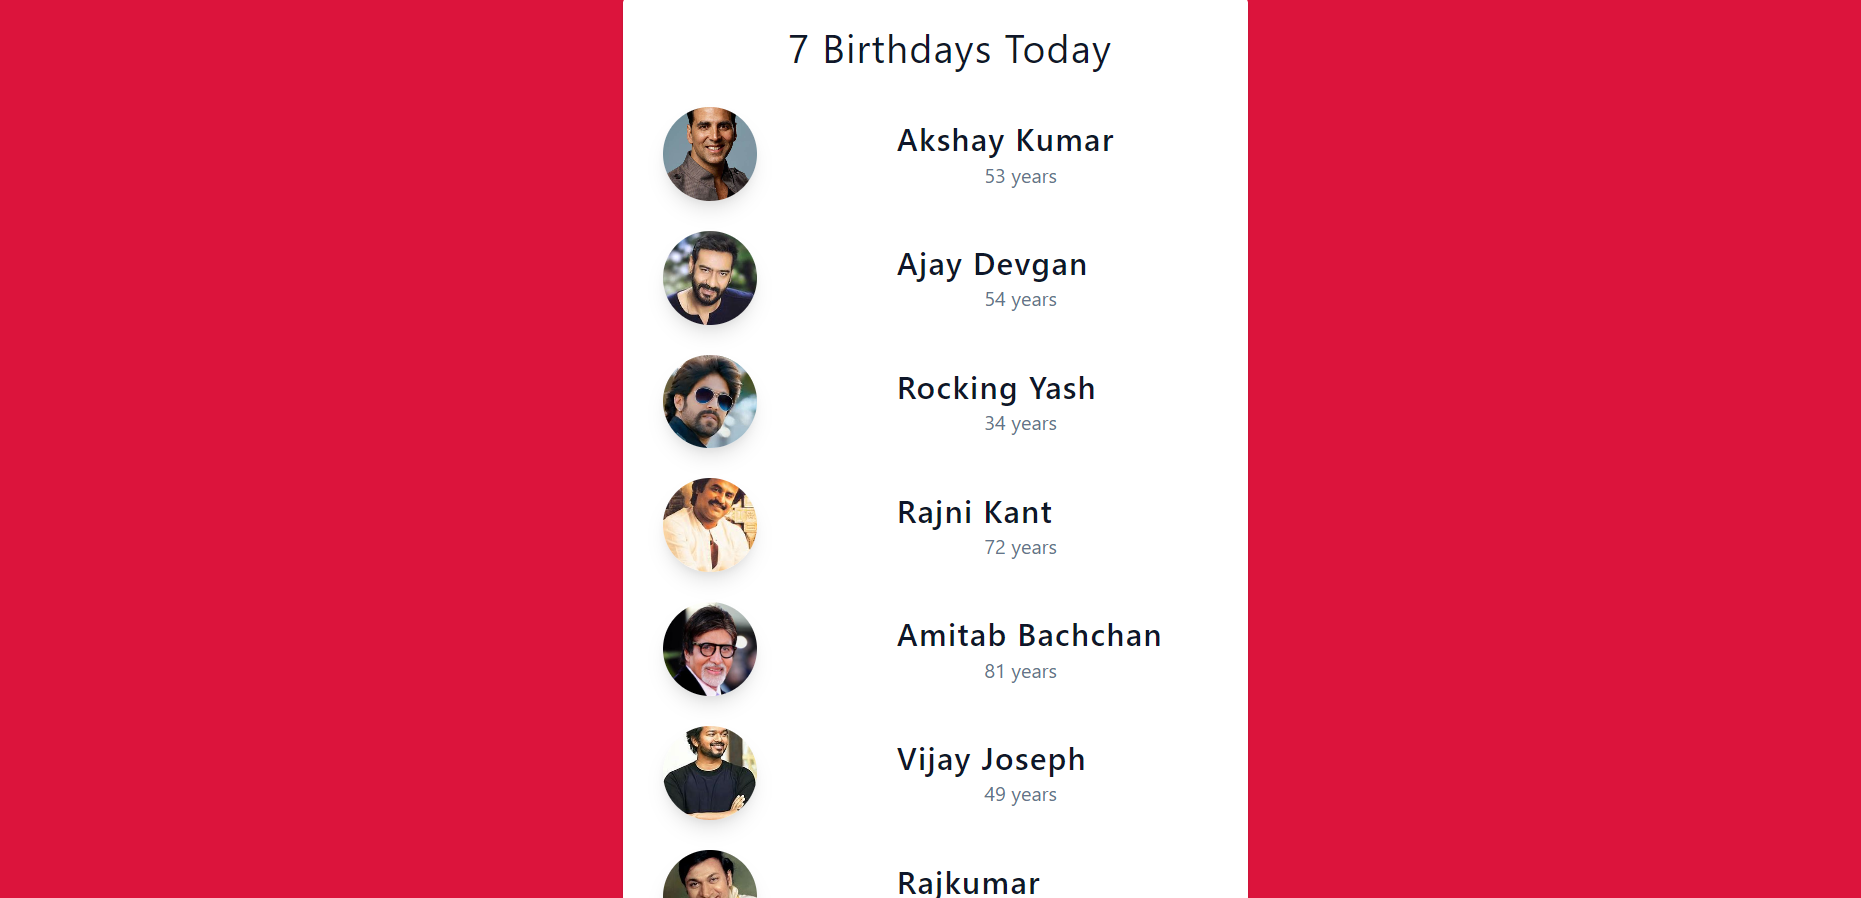 7 Birthdays Today
Akshay Kumar
53 years
Ajay Devgan
54 years
Rocking Yash
34 years
Rajni Kant
72 years
Amitab Bachchan
81 years
Vijay Joseph
49 years
Rajkumar